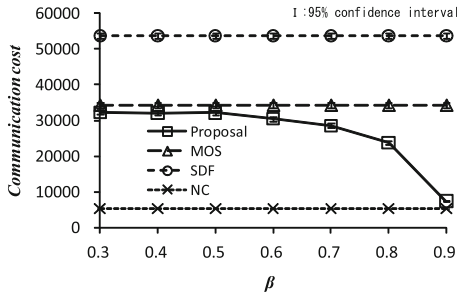 I :95% confidence interval
60000
50000
40000
30000
20000
10000
0
Communication cost
Proposal
MOS
SDF
NC
0.3 0.4 0.5 0.6 0.7 0.8 0.9
β